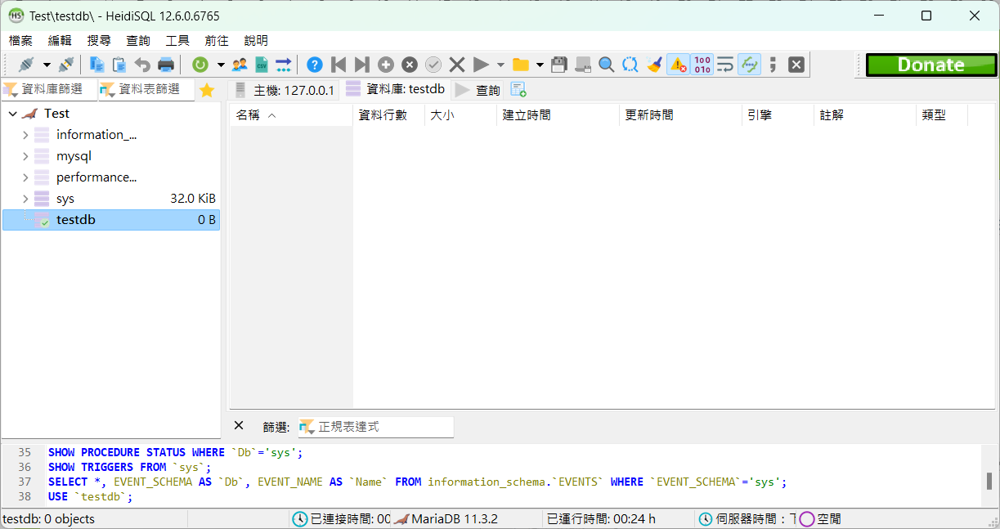 Test\testdb\ - HeidiSQL 12.6.0.6765
檔案 編輯 搜尋 查詢 工具 前往 說明
Donate
資料庫篩選 資料表篩選 主機: 127.0.0.1 資料庫: testdb 查詢
名稱 資料行數 大小 建立時間 更新時間 引擎 註解 類型
Test
information_...
mysql
performance...
sys 32.0 KiB
testdb 0 B
篩選: 正規表達式
35 SHOW PROCEDURE STATUS WHERE `Db`='sys';
36 SHOW TRIGGERS FROM `sys`;
37 SELECT *, EVENT_SCHEMA AS `Db`, EVENT_NAME AS `Name` FROM information_schema.`EVENTS` WHERE `EVENT_SCHEMA`='sys';
38 USE `testdb`;
testdb: 0 objects 已連接時間: 00 MariaDB 11.3.2 已運行時間: 00:24 h 伺服器時間： 空閒